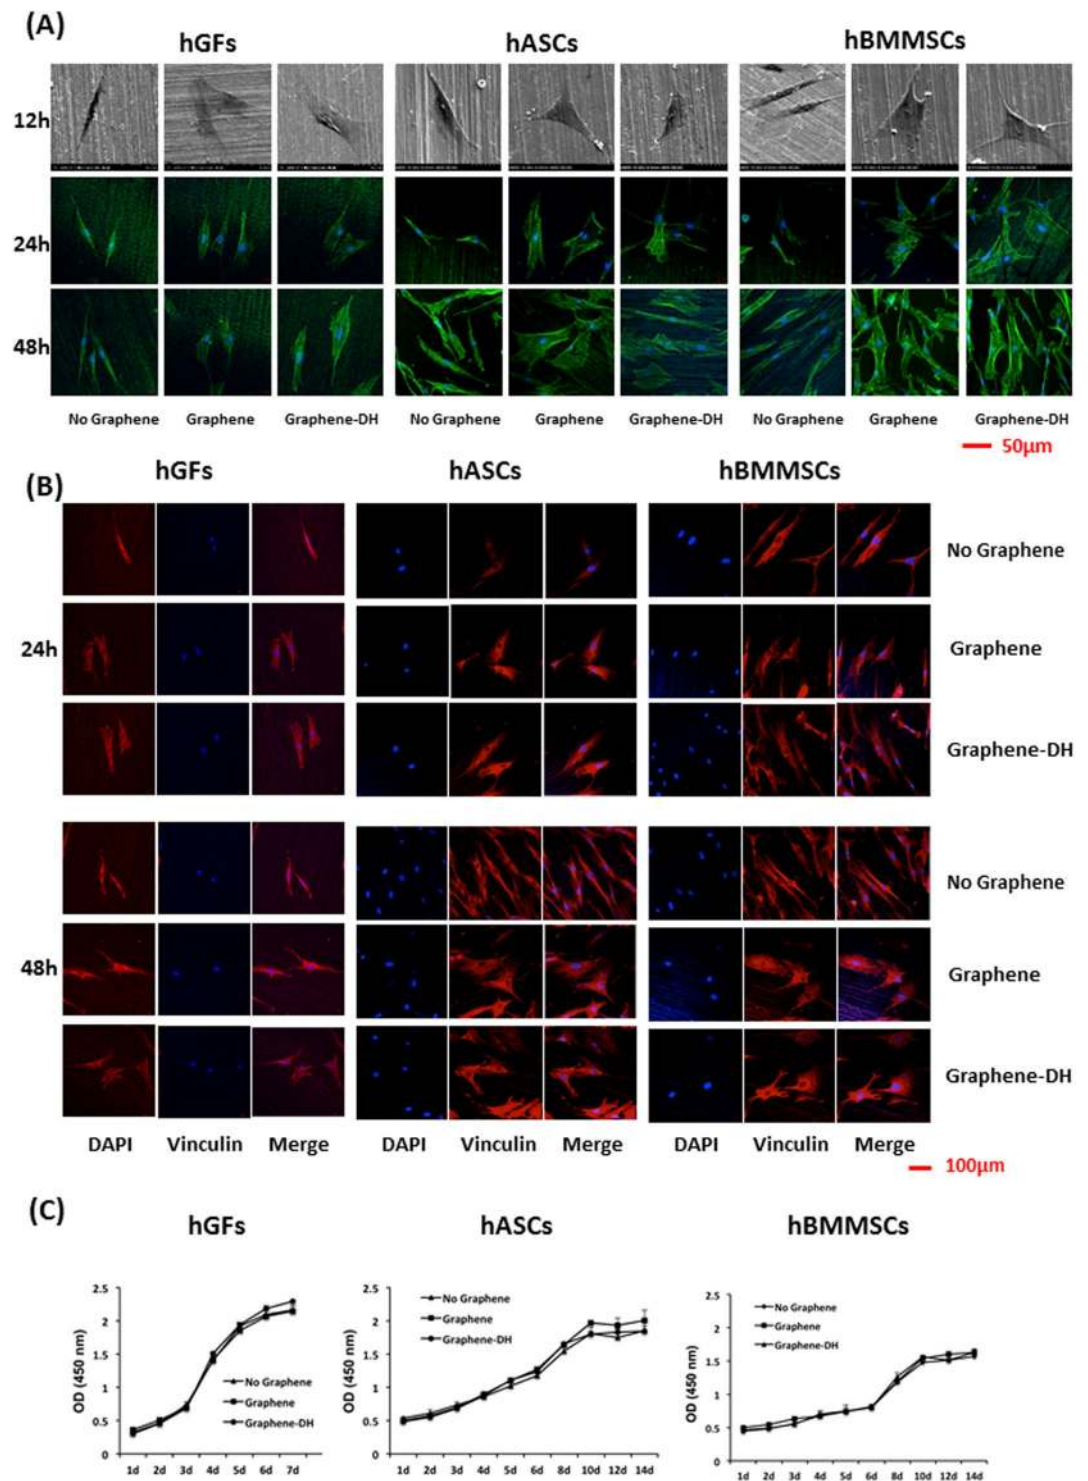 (A)
hGFs hASCs hBMMSCs
12h
24h
48h
No Graphene Graphene Graphene-DH No Graphene Graphene Graphene-DH No Graphene Graphene Graphene-DH
50μm
(B)
hGFs hASCs hBMMSCs
No Graphene
24h Graphene
Graphene-DH
No Graphene
48h Graphene
Graphene-DH
DAPI Vinculin Merge DAPI Vinculin Merge DAPI Vinculin Merge
100μm
(C)
hGFs hASCs hBMMSCs
OD (450 nm)
2.5
2
1.5
1
0.5
0
No Graphene
Graphene
Graphene-DH
1d 2d 3d 4d 5d 6d 7d
OD (450 nm)
2.5
2
1.5
1
0.5
0
No Graphene
Graphene
Graphene-DH
1d 2d 3d 4d 5d 6d 8d 10d 12d 14d
OD (450 nm)
2.5
2
1.5
1
0.5
0
No Graphene
Graphene
Graphene-DH
1d 2d 3d 4d 5d 6d 8d 10d 12d 14d